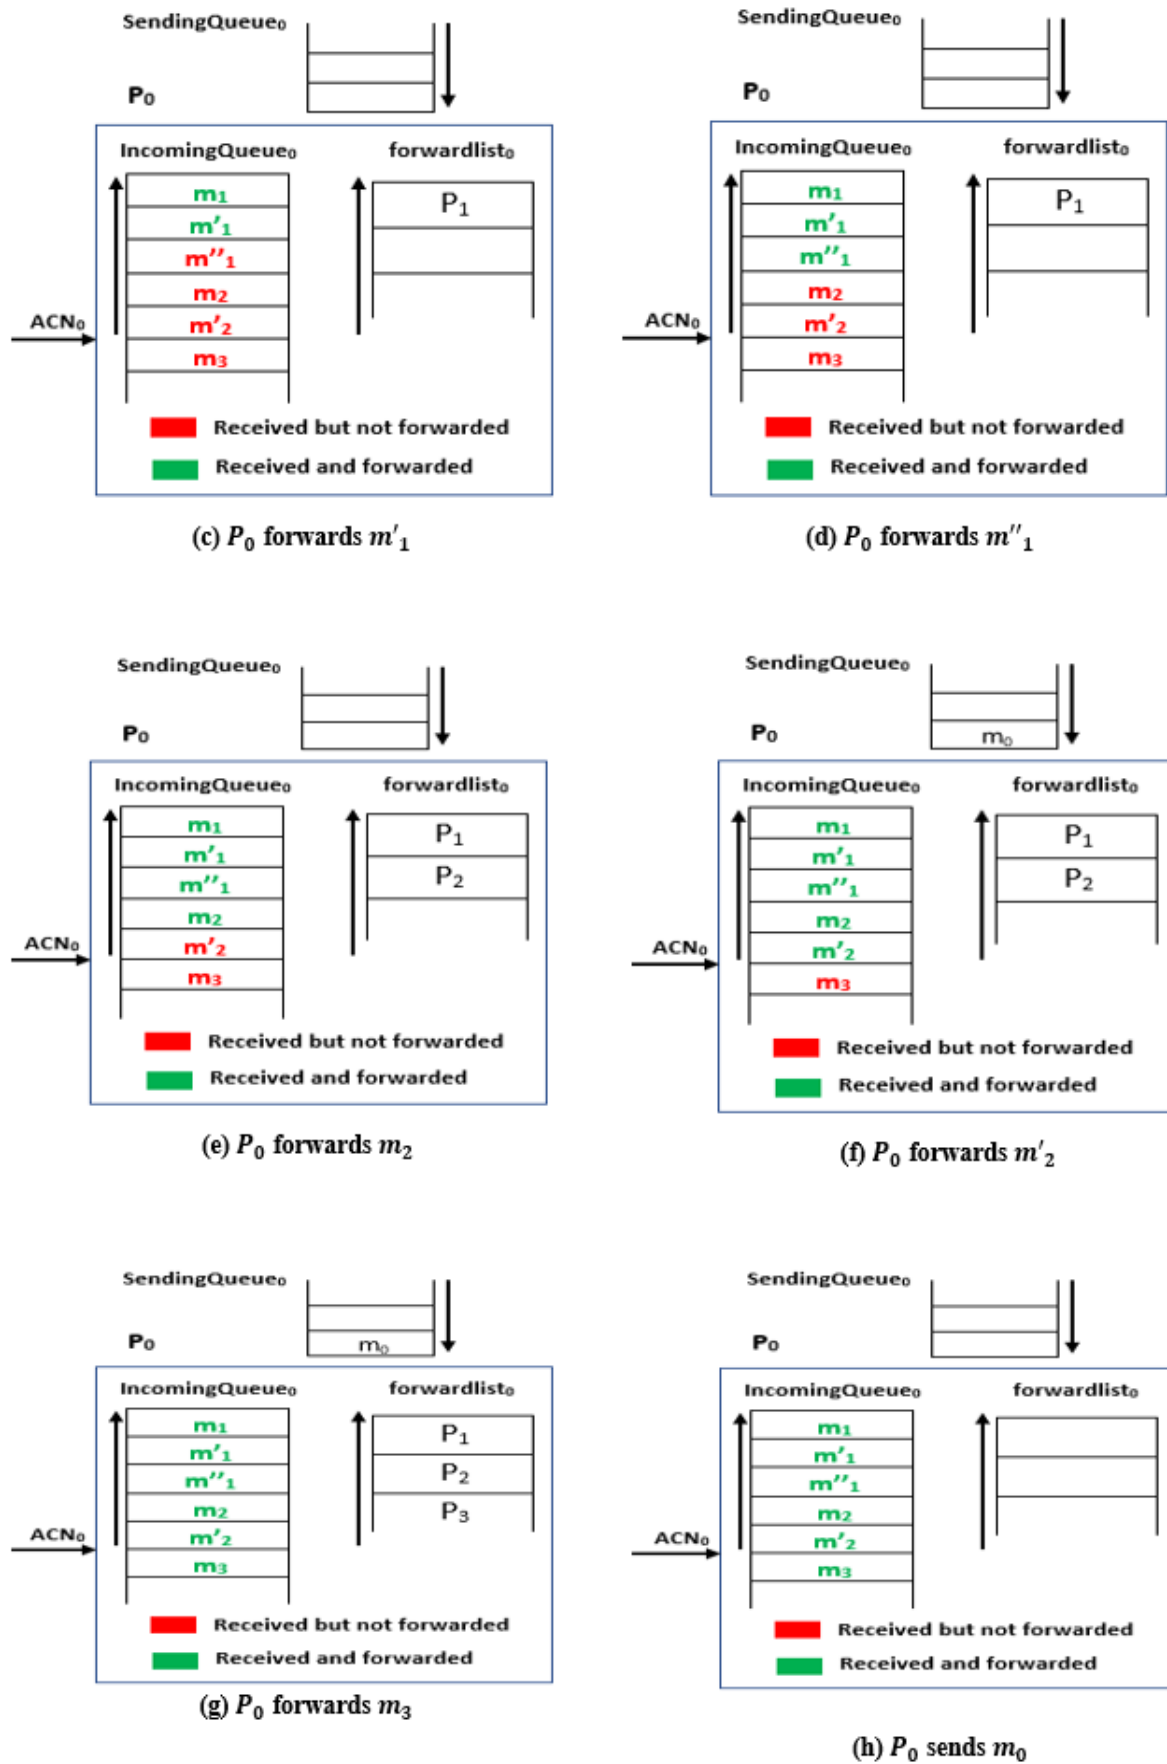 SendingQueue₀
P₀
IncomingQueue₀ forwardlist₀
m₁ P₁
m'₁
m''₁
m₂
ACN₀ m'₂
m₃
Received but not forwarded
Received and forwarded
(c) P₀ forwards m'₁
SendingQueue₀
P₀
IncomingQueue₀ forwardlist₀
m₁ P₁
m'₁
m''₁
m₂
ACN₀ m'₂
m₃
Received but not forwarded
Received and forwarded
(d) P₀ forwards m''₁
SendingQueue₀
P₀
IncomingQueue₀ forwardlist₀
m₁ P₁
m'₁
m''₁ P₂
m₂
ACN₀ m'₂
m₃
Received but not forwarded
Received and forwarded
(e) P₀ forwards m₂
SendingQueue₀
P₀ m₀
IncomingQueue₀ forwardlist₀
m₁ P₁
m'₁
m''₁ P₂
m₂
ACN₀ m'₂
m₃
Received but not forwarded
Received and forwarded
(f) P₀ forwards m'₂
SendingQueue₀
P₀ m₀
IncomingQueue₀ forwardlist₀
m₁ P₁
m'₁
m''₁ P₂
m₂ P₃
ACN₀ m'₂
m₃
Received but not forwarded
Received and forwarded
(g) P₀ forwards m₃
SendingQueue₀
P₀
IncomingQueue₀ forwardlist₀
m₁
m'₁
m''₁
m₂
ACN₀ m'₂
m₃
Received but not forwarded
Received and forwarded
(h) P₀ sends m₀